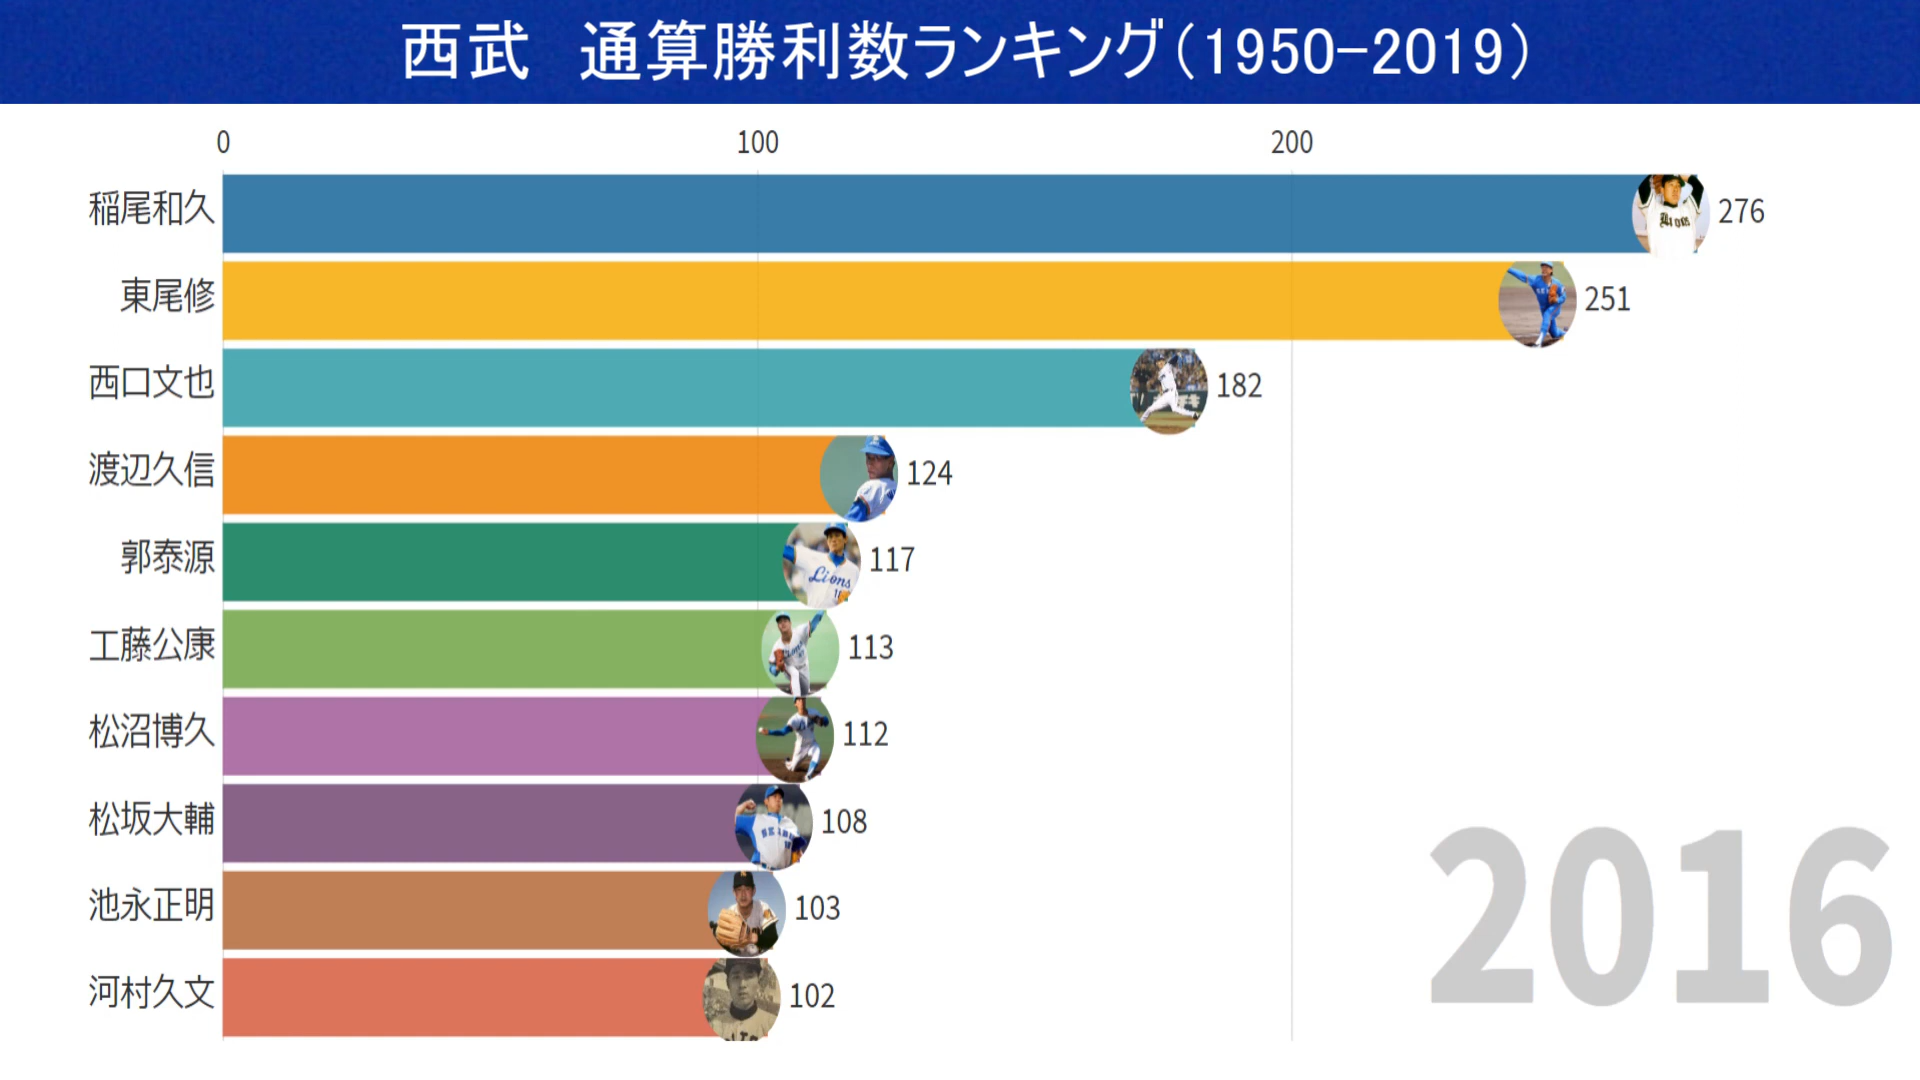 西武　通算勝利数ランキング（1950-2019）
0 100 200
稲尾和久 Lions 276
東尾修 251
西口文也 182
渡辺久信 124
郭泰源 Lions 117
工藤公康 113
松沼博久 112
松坂大輔 108
池永正明 103
河村久文 102
2016